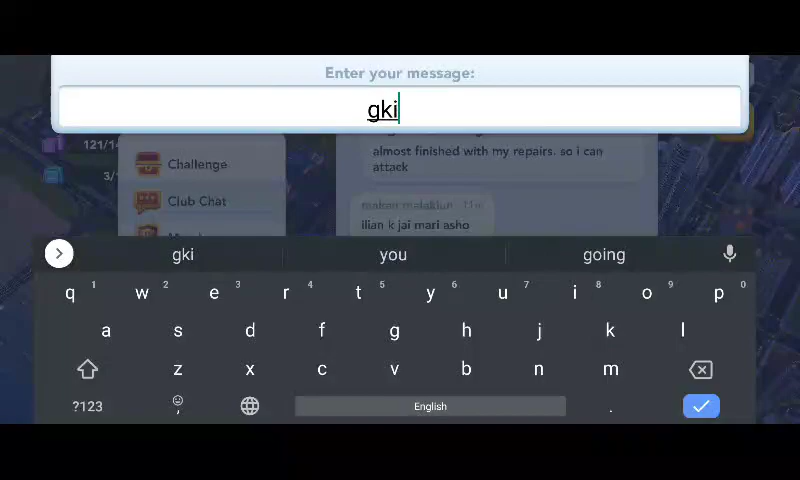 Enter your message:
gki
121/14
3/
Challenge
Club Chat
almost finished with my repairs. so i can
attack
11m
ilian k jai mari asho
gki you going
q 1 w 2 e 3 r 4 t 5 y 6 u 7 i 8 o 9 p 0
a s d f g h j k l
z x c v b n m
?123 , English .